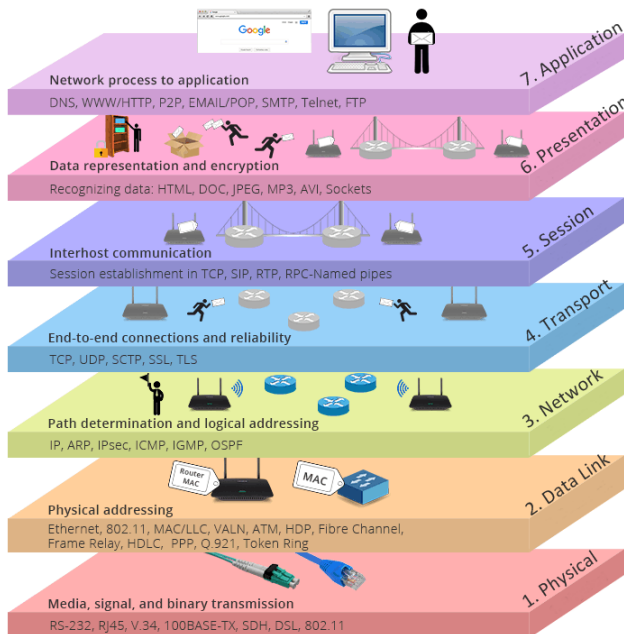 Google
7. Application
Network process to application
DNS, WWW/HTTP, P2P, EMAIL/POP, SMTP, Telnet, FTP
6. Presentation
Data representation and encryption
Recognizing data: HTML, DOC, JPEG, MP3, AVI, Sockets
5. Session
Interhost communication
Session establishment in TCP, SIP, RTP, RPC-Named pipes
4. Transport
End-to-end connections and reliability
TCP, UDP, SCTP, SSL, TLS
3. Network
Path determination and logical addressing
IP, ARP, IPsec, ICMP, IGMP, OSPF
Router
MAC
MAC
2. Data Link
Physical addressing
Ethernet, 802.11, MAC/LLC, VALN, ATM, HDP, Fibre Channel,
Frame Relay, HDLC, PPP, Q.921, Token Ring
1. Physical
Media, signal, and binary transmission
RS-232, RJ45, V.34, 100BASE-TX, SDH, DSL, 802.11